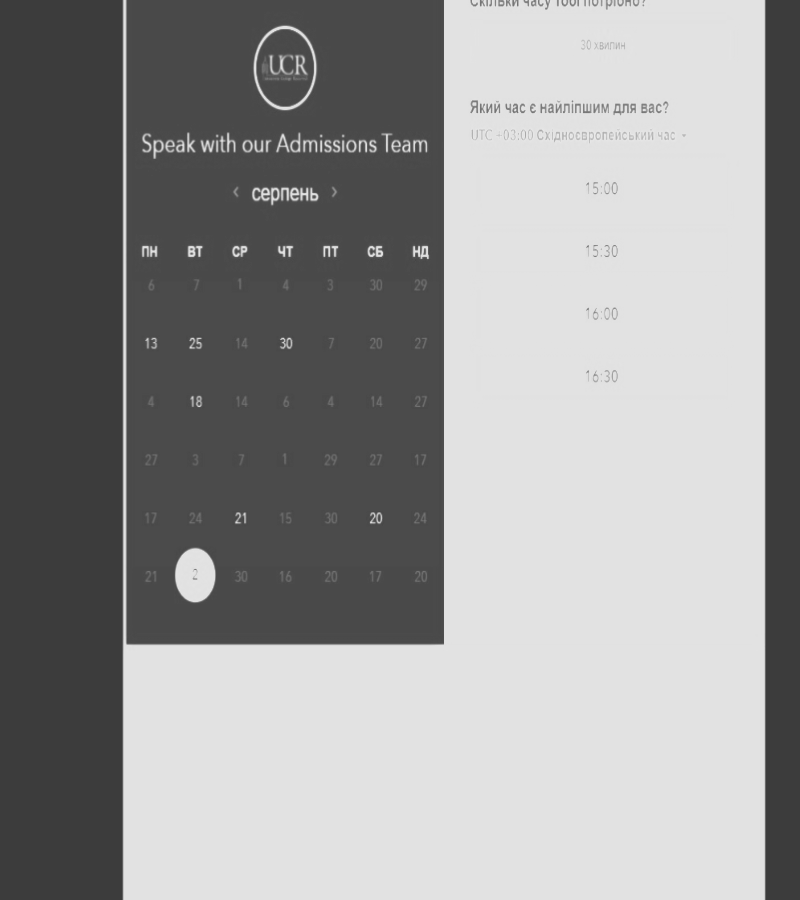 UCR
Speak with our Admissions Team
‹ серпень ›
ПН ВТ СР ЧТ ПТ СБ НД
6 7 1 4 3 30 29
13 25 14 30 7 20 27
4 18 14 6 4 14 27
27 3 7 1 29 27 17
17 24 21 15 30 20 24
21 2 30 16 20 17 20
Скільки часу тобі потрібно?
30 хвилин
Який час є найліпшим для вас?
UTC +03:00 Східноєвропейський час
15:00
15:30
16:00
16:30